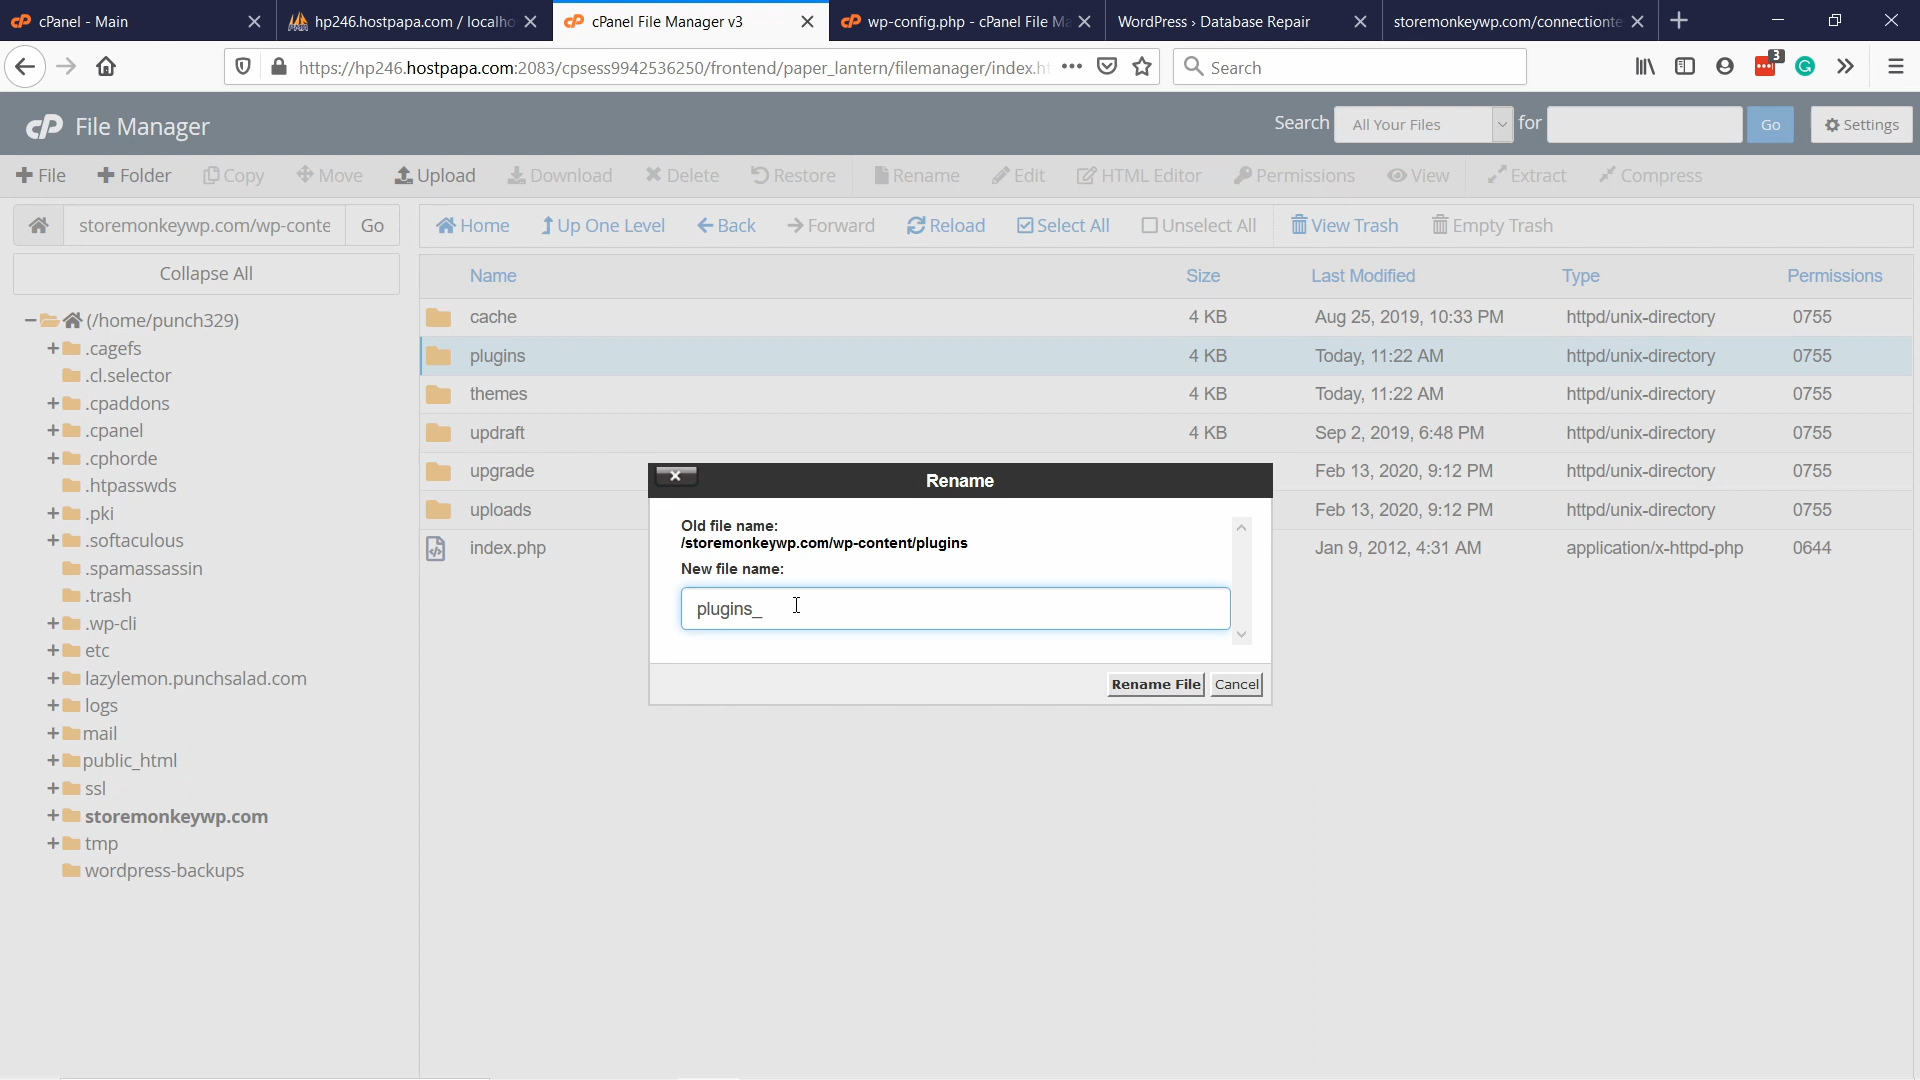 cPanel - Main
hp246.hostpapa.com / localho
cPanel File Manager v3
wp-config.php - cPanel File Ma
WordPress › Database Repair
storemonkeywp.com/connectionte
https://hp246.hostpapa.com:2083/cpsess9942536250/frontend/paper_lantern/filemanager/index.h
Search
3
cP File Manager
Search All Your Files for Go Settings
File Folder Copy Move Upload Download Delete Restore Rename Edit HTML Editor Permissions View Extract Compress
storemonkeywp.com/wp-conte Go
Home Up One Level Back Forward Reload Select All Unselect All View Trash Empty Trash
Collapse All
(/home/punch329)
.cagefs
.cl.selector
.cpaddons
.cpanel
.cphorde
.htpasswds
.pki
.softaculous
.spamassassin
.trash
.wp-cli
etc
lazylemon.punchsalad.com
logs
mail
public_html
ssl
storemonkeywp.com
tmp
wordpress-backups
Name Size Last Modified Type Permissions
cache 4 KB Aug 25, 2019, 10:33 PM httpd/unix-directory 0755
plugins 4 KB Today, 11:22 AM httpd/unix-directory 0755
themes 4 KB Today, 11:22 AM httpd/unix-directory 0755
updraft 4 KB Sep 2, 2019, 6:48 PM httpd/unix-directory 0755
upgrade Feb 13, 2020, 9:12 PM httpd/unix-directory 0755
uploads Feb 13, 2020, 9:12 PM httpd/unix-directory 0755
index.php Jan 9, 2012, 4:31 AM application/x-httpd-php 0644
Rename
Old file name:
/storemonkeywp.com/wp-content/plugins
New file name:
plugins_
Rename File Cancel